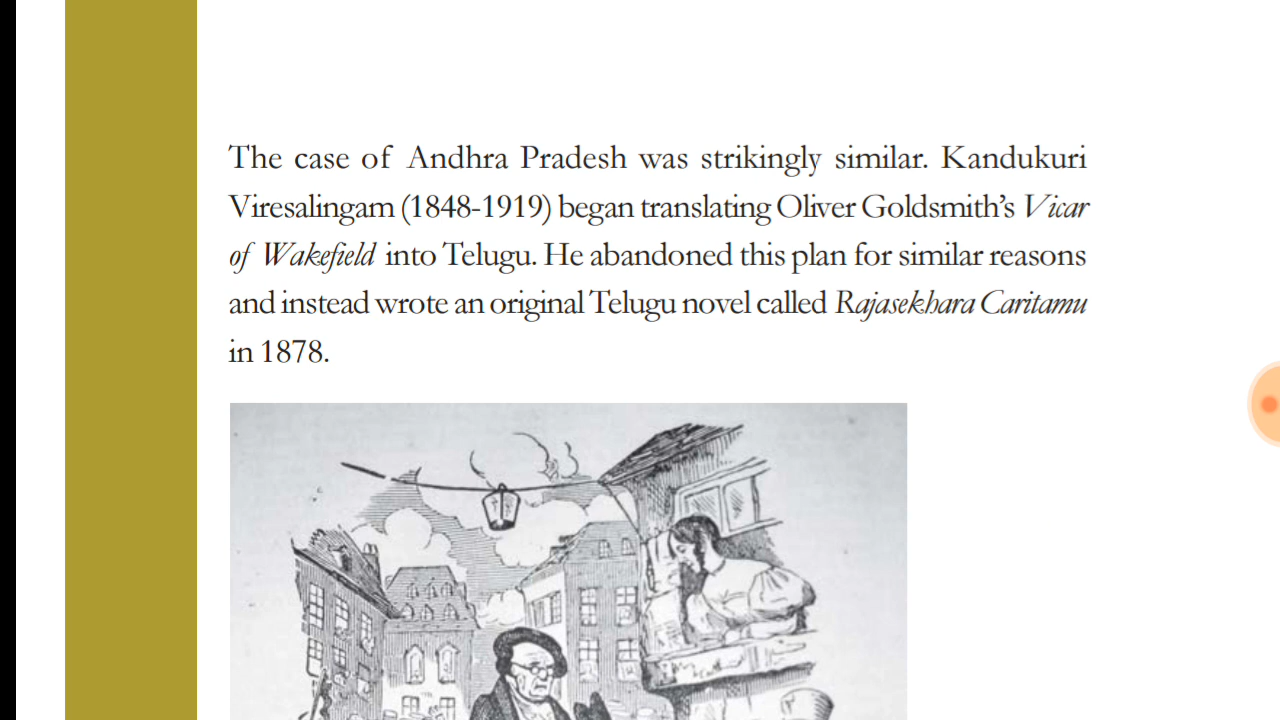 The case of Andhra Pradesh was strikingly similar. Kandukuri
Viresalingam (1848-1919) began translating Oliver Goldsmith's Vicar
of Wakefield into Telugu. He abandoned this plan for similar reasons
and instead wrote an original Telugu novel called Rajasekhara Caritamu
in 1878.